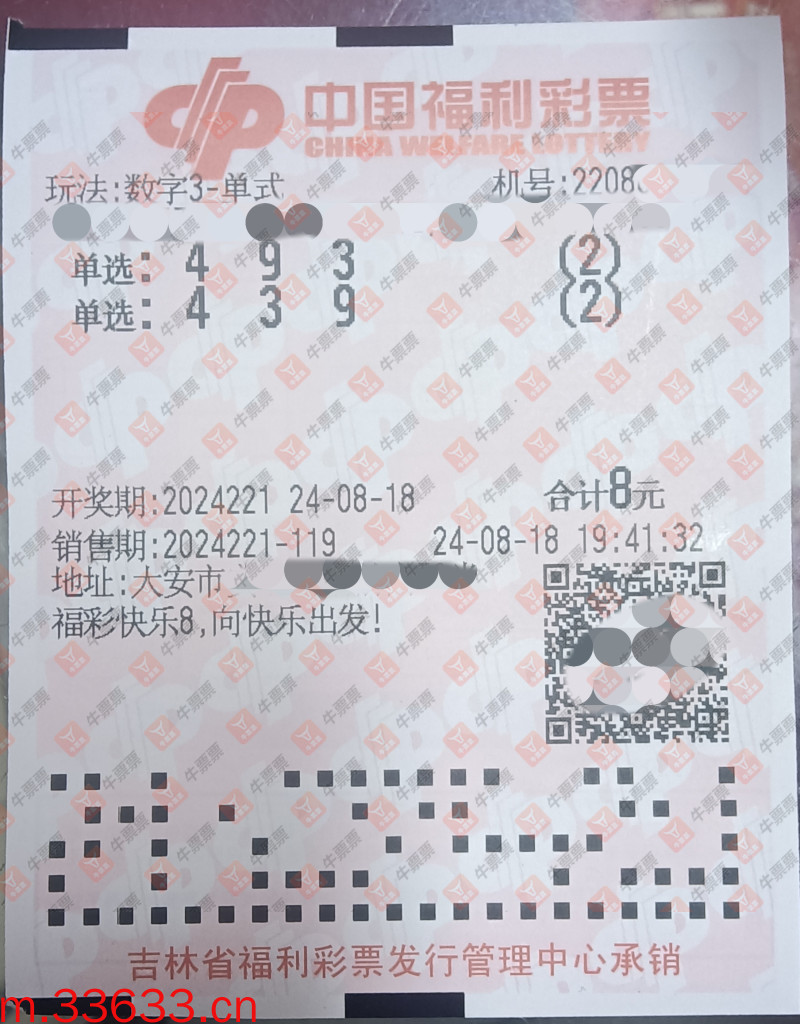 中国福利彩票
CHINA WELFARE LOTTERY
玩法:数字3-单式 机号:2208
单选: 4 9 3 (2)
单选: 4 3 9 (2)
开奖期:2024221 24-08-18 合计8元
销售期:2024221-119 24-08-18 19:41:32
地址:大安市
福彩快乐8,向快乐出发!
吉林省福利彩票发行管理中心承销
m.33633.cn
牛票票